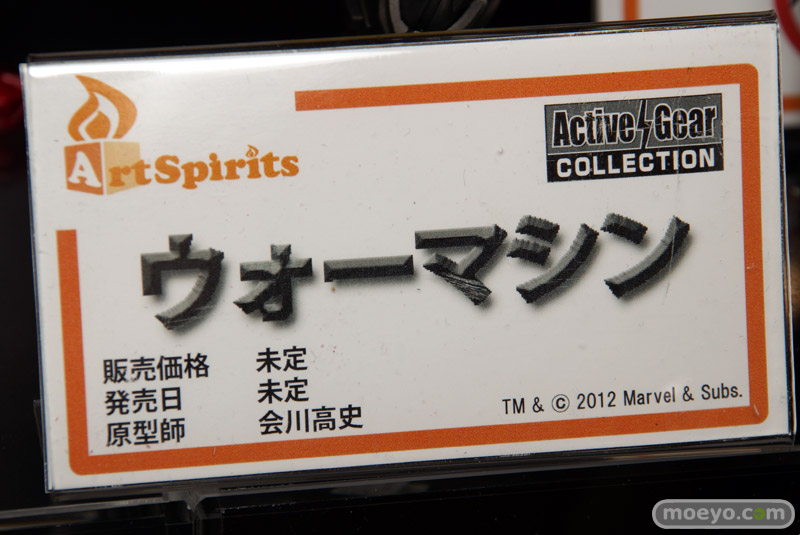 ArtSpirits
Active Gear
COLLECTION
ウォーマシン
販売価格 未定
発売日 未定
原型師 会川高史
TM & © 2012 Marvel & Subs.
moeyo.com